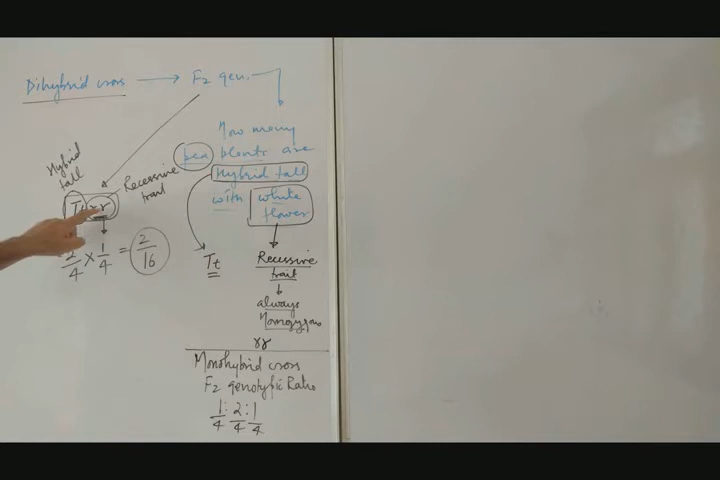 Dihybrid cross → F2 gen.
How many
pea plants are
Hybrid tall
with white
flower
Hybrid
tall
Recessive
trait
Tt rr
2/4 × 1/4 = 2/16
Tt
Recessive
trait
always
Homozygous
rr
Monohybrid cross
F2 genotypic Ratio
1/4 : 2/4 : 1/4